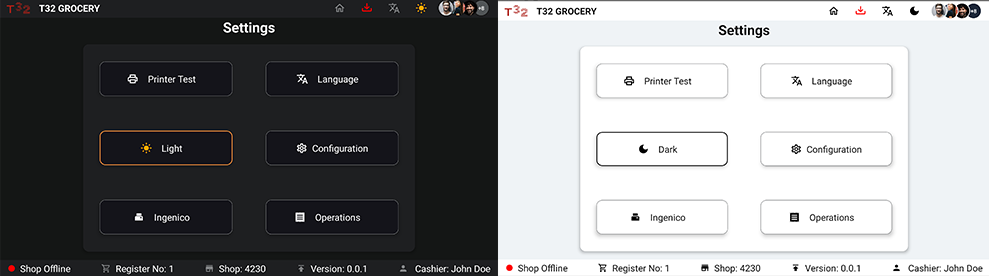 T32 T32 GROCERY +8
Settings
Printer Test Language
Light Configuration
Ingenico Operations
Shop Offline Register No: 1 Shop: 4230 Version: 0.0.1 Cashier: John Doe
T32 T32 GROCERY +8
Settings
Printer Test Language
Dark Configuration
Ingenico Operations
Shop Offline Register No: 1 Shop: 4230 Version: 0.0.1 Cashier: John Doe